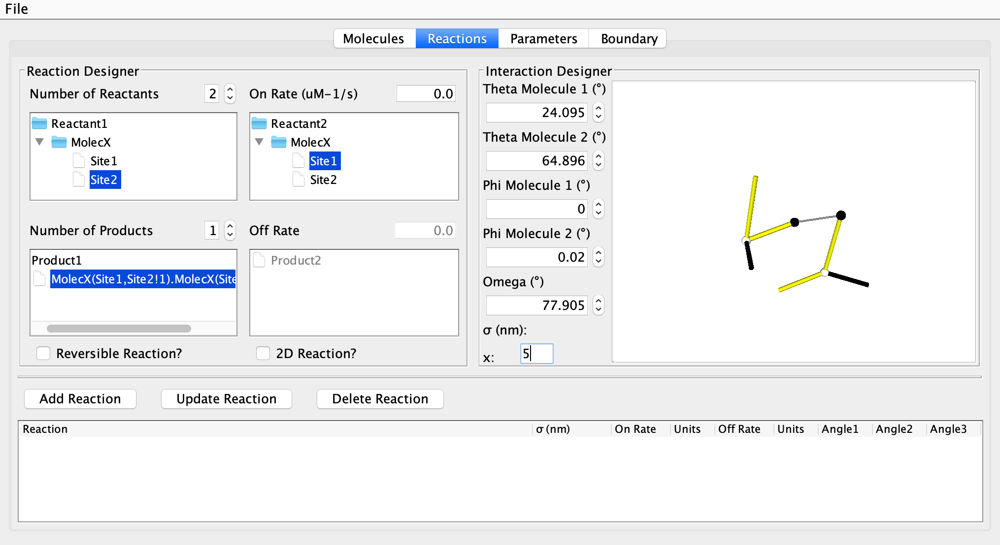 File
Molecules Reactions Parameters Boundary
Reaction Designer
Number of Reactants 2 On Rate (uM-1/s) 0.0
Reactant1
MolecX
Site1
Site2
Reactant2
MolecX
Site1
Site2
Number of Products 1 Off Rate 0.0
Product1
MolecX(Site1,Site2!1).MolecX(Site
Product2
Reversible Reaction? 2D Reaction?
Interaction Designer
Theta Molecule 1 (°)
24.095
Theta Molecule 2 (°)
64.896
Phi Molecule 1 (°)
0
Phi Molecule 2 (°)
0.02
Omega (°)
77.905
σ (nm):
x: 5
Add Reaction Update Reaction Delete Reaction
Reaction σ (nm) On Rate Units Off Rate Units Angle1 Angle2 Angle3